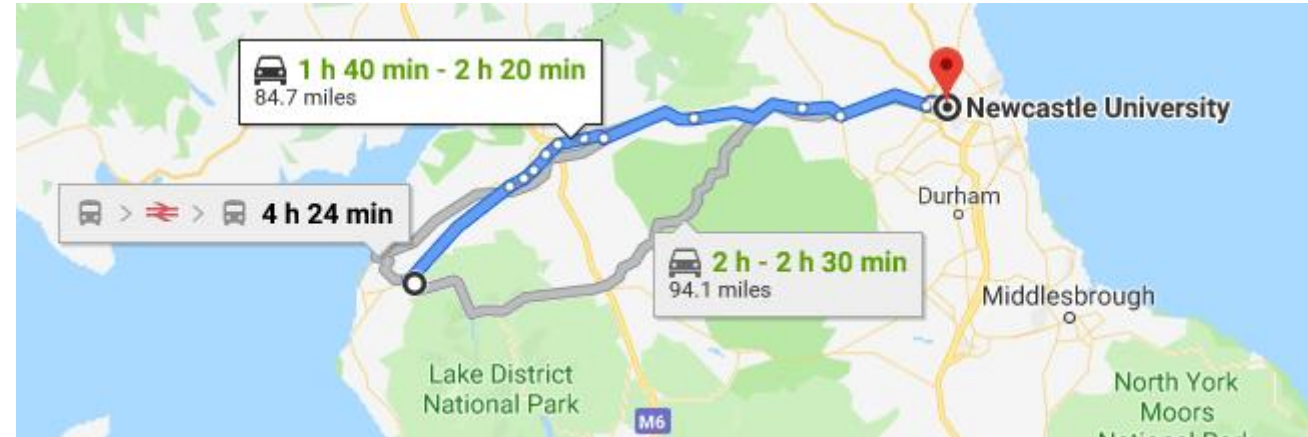 1 h 40 min - 2 h 20 min
84.7 miles
Newcastle University
> > 4 h 24 min
Durham
2 h - 2 h 30 min
94.1 miles
Middlesbrough
Lake District
National Park
North York
Moors
M6